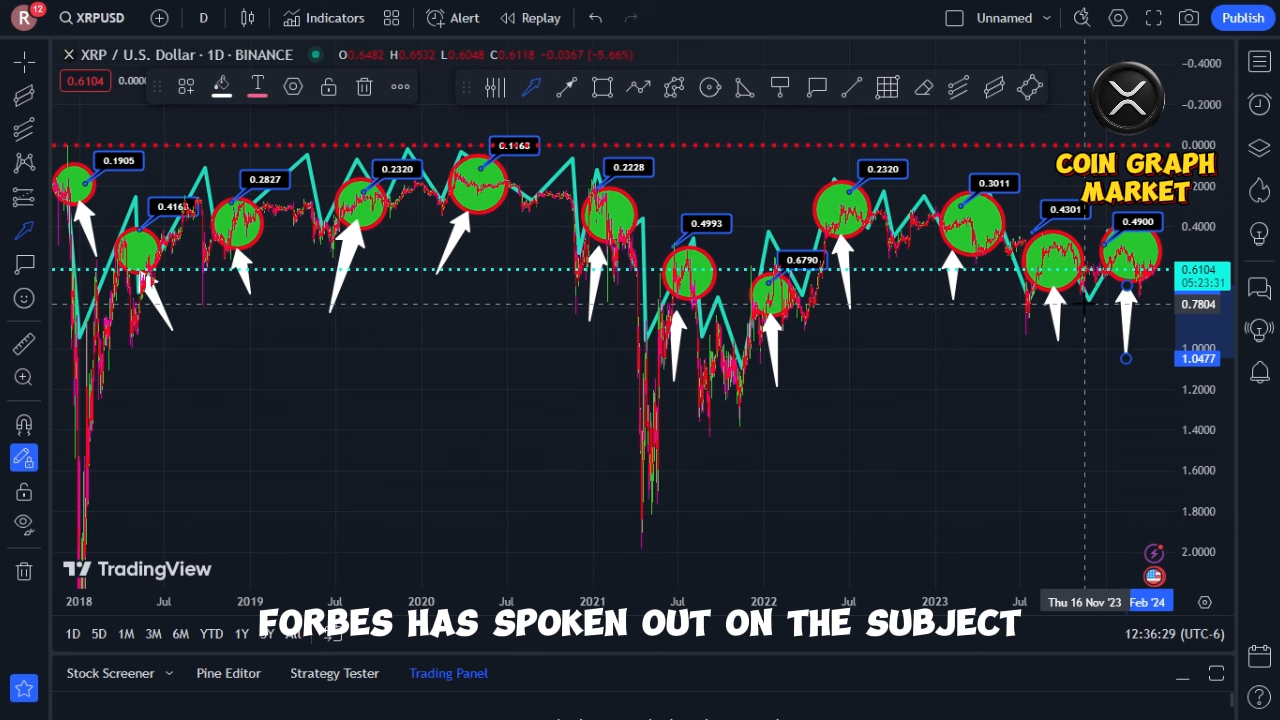 R 12 XRPUSD D Indicators Alert Replay Unnamed Publish
XRP / U.S. Dollar · 1D · BINANCE O0.6482 H0.6532 L0.6048 C0.6118 -0.0367 (-5.66%)
0.6104
-0.4000
-0.2000
0.0000
0.4000
0.6104
05:23:31
0.7804
1.0000
1.0477
1.2000
1.4000
1.6000
2.0000
COIN GRAPH
MARKET
0.1905
0.4163
0.2827
0.2320
0.1163
0.2228
0.4993
0.6790
0.2320
0.3011
0.4301
0.4900
TradingView
2018 Jul 2019 Jul 2020 Jul 2021 Jul 2022 Jul 2023 Jul Thu 16 Nov '23 Feb '24
FORBES HAS SPOKEN OUT ON THE SUBJECT
1D 5D 1M 3M 6M YTD 1Y 12:36:29 (UTC-6)
Stock Screener Pine Editor Strategy Tester Trading Panel